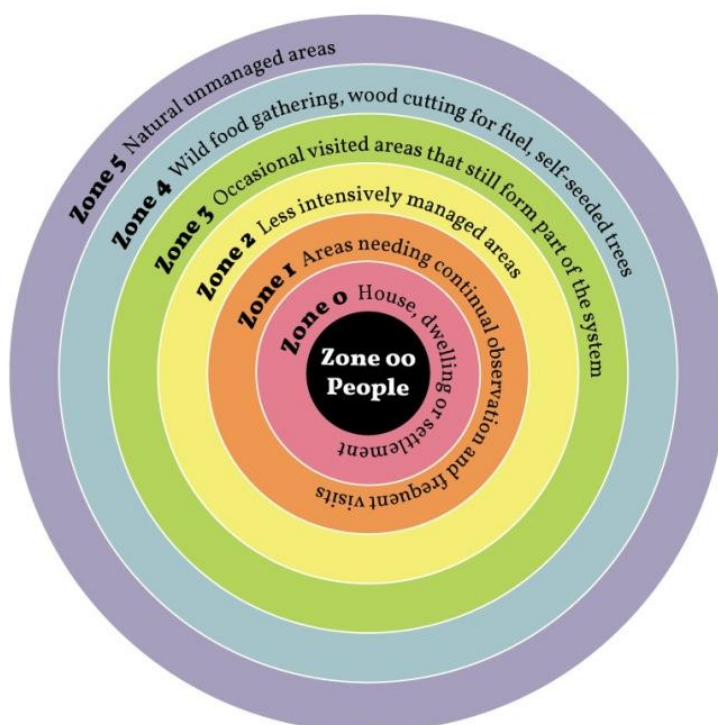 Zone 5 Natural unmanaged areas
Zone 4 Wild food gathering, wood cutting for fuel, self-seeded trees
Zone 3 Occasional visited areas that still form part of the system
Zone 2 Less intensively managed areas
Zone 1 Areas needing continual observation and frequent visits
Zone 0 House, dwelling or settlement
Zone 00
People